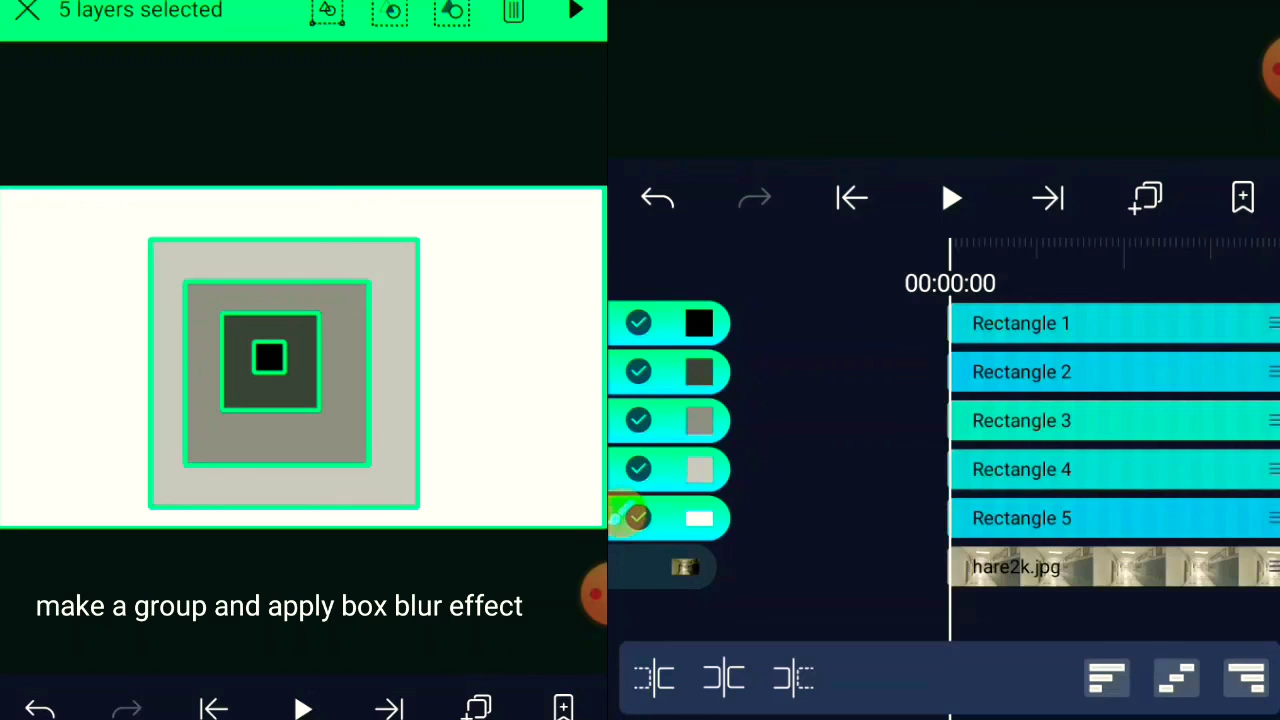 5 layers selected
make a group and apply box blur effect
00:00:00
Rectangle 1
Rectangle 2
Rectangle 3
Rectangle 4
Rectangle 5
hare2k.jpg